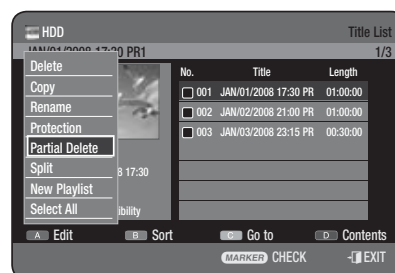 HDD Title List
JAN/01/2008 17:30 PR1 1/3
Delete
Copy
Rename
Protection
Partial Delete
Split 8 17:30
New Playlist
Select All ibility
No. Title Length
001 JAN/01/2008 17:30 PR 01:00:00
002 JAN/02/2008 21:00 PR 01:00:00
003 JAN/03/2008 23:15 PR 00:30:00
A Edit B Sort C Go to D Contents
MARKER CHECK EXIT